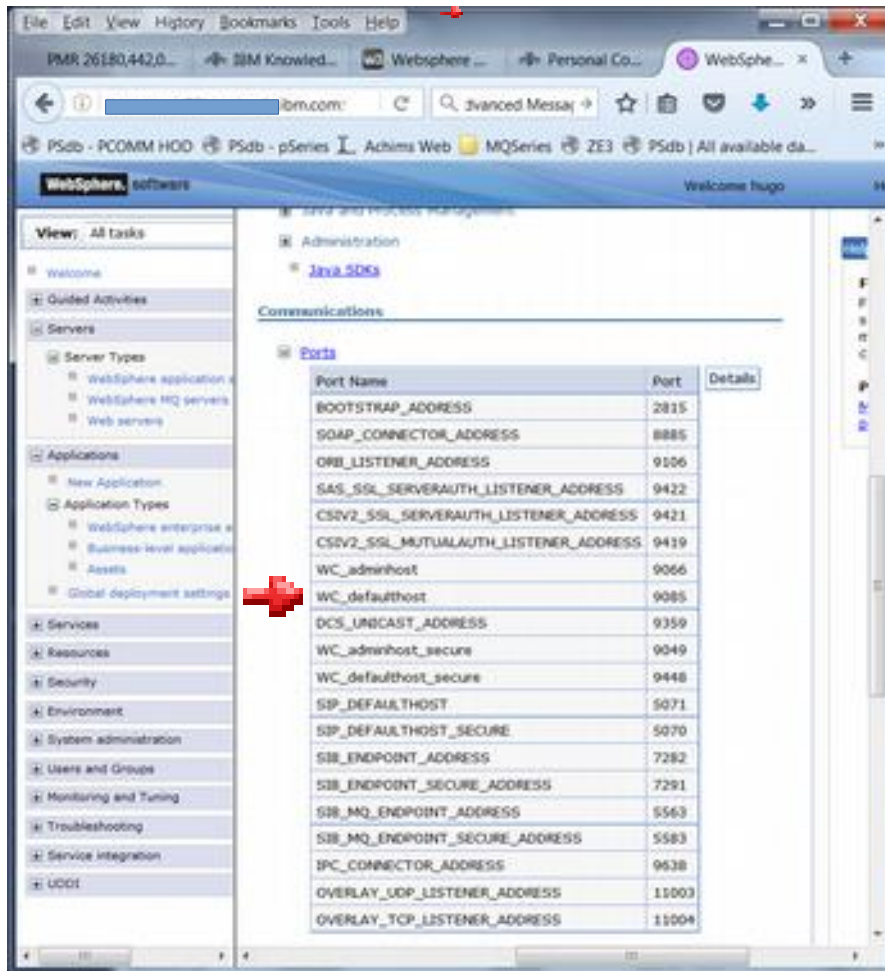 File Edit View History Bookmarks Tools Help
PMR 26180,442,0... IBM Knowled... Websphere ... Personal Co... WebSphe... ×
ibm.com: dvanced Messag
PSdb - PCOMM HOD PSdb - pSeries Achims Web MQSeries ZE3 PSdb | All available da...
WebSphere. software Welcome hugo
View: All tasks
Welcome
Guided Activities
Servers
Server Types
WebSphere application s
WebSphere MQ servers
Web servers
Applications
New Application
Application Types
WebSphere enterprise a
Business-level applicatio
Assets
Global deployment settings
Services
Resources
Security
Environment
System administration
Users and Groups
Monitoring and Tuning
Troubleshooting
Service integration
UDDI
Java and Process Management
Administration
Java SDKs
Communications
Ports
Port Name Port Details
BOOTSTRAP_ADDRESS 2815
SOAP_CONNECTOR_ADDRESS 8885
ORB_LISTENER_ADDRESS 9106
SAS_SSL_SERVERAUTH_LISTENER_ADDRESS 9422
CSIV2_SSL_SERVERAUTH_LISTENER_ADDRESS 9421
CSIV2_SSL_MUTUALAUTH_LISTENER_ADDRESS 9419
WC_adminhost 9066
WC_defaulthost 9085
DCS_UNICAST_ADDRESS 9359
WC_adminhost_secure 9049
WC_defaulthost_secure 9448
SIP_DEFAULTHOST 5071
SIP_DEFAULTHOST_SECURE 5070
SIB_ENDPOINT_ADDRESS 7282
SIB_ENDPOINT_SECURE_ADDRESS 7291
SIB_MQ_ENDPOINT_ADDRESS 5563
SIB_MQ_ENDPOINT_SECURE_ADDRESS 5583
IPC_CONNECTOR_ADDRESS 9638
OVERLAY_UDP_LISTENER_ADDRESS 11003
OVERLAY_TCP_LISTENER_ADDRESS 11004